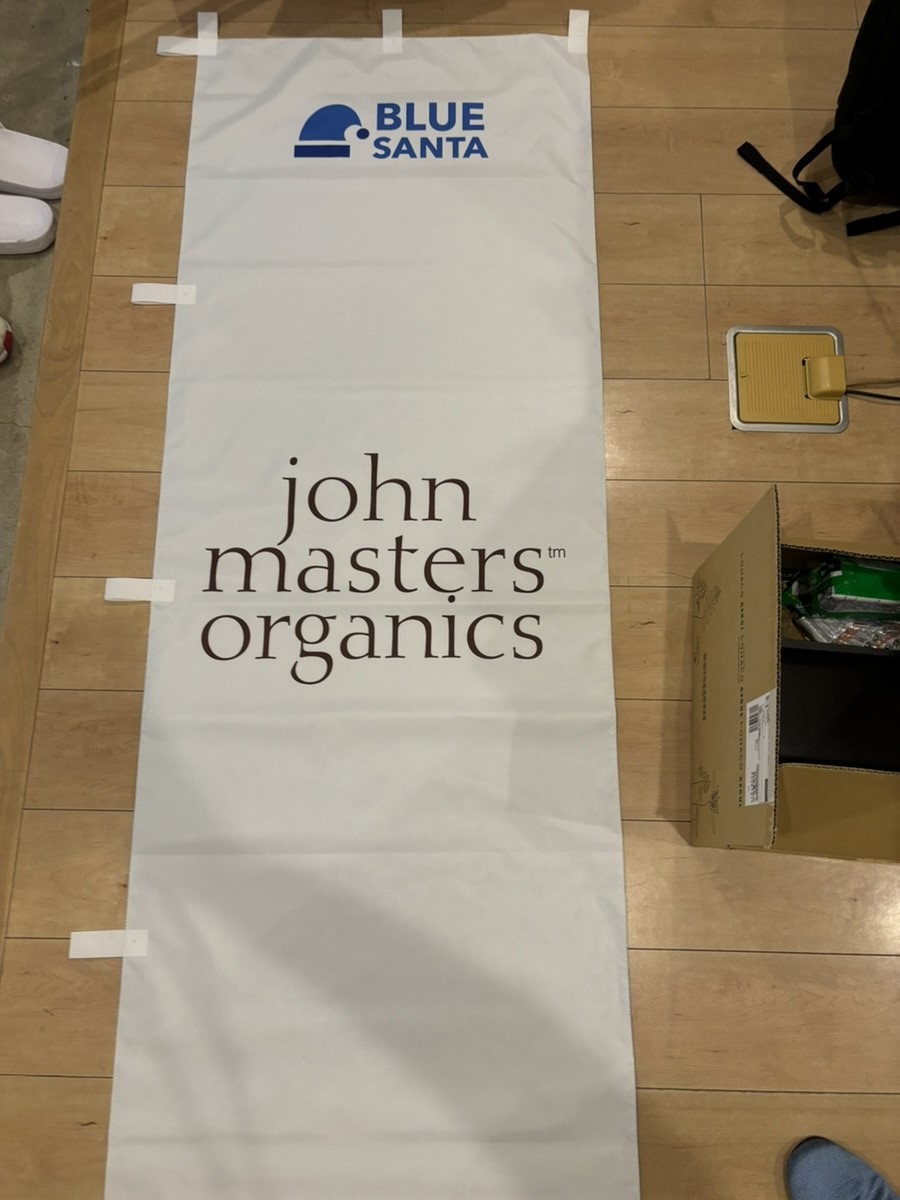 BLUE
SANTA
john
masters™
organics